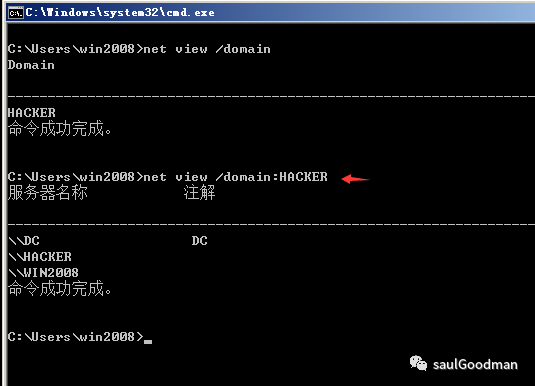 C:\Windows\system32\cmd.exe
C:\Users\win2008>net view /domain
Domain
-------------------------------------------------------------------------------
HACKER
命令成功完成。
C:\Users\win2008>net view /domain:HACKER
服务器名称 注解
-------------------------------------------------------------------------------
\\DC DC
\\HACKER
\\WIN2008
命令成功完成。
C:\Users\win2008>_
saulGoodman